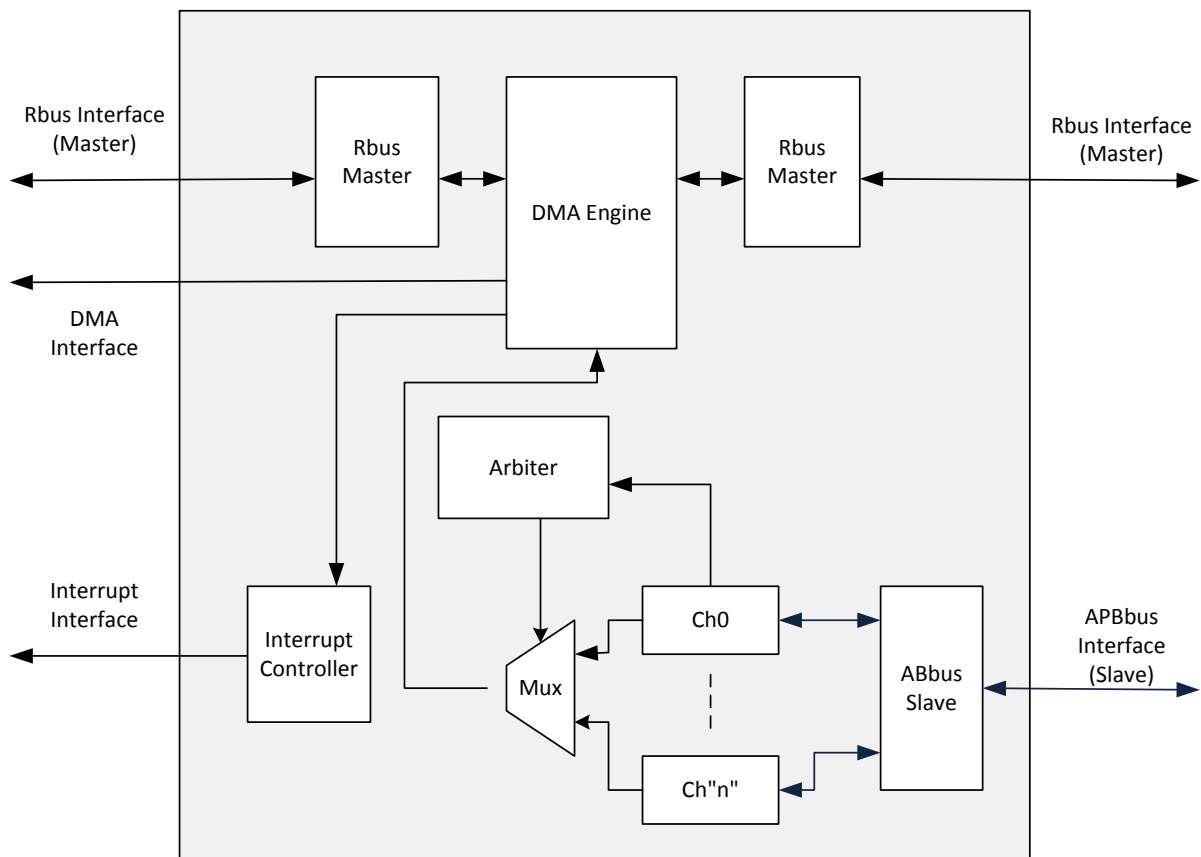 Rbus Interface
(Master)
Rbus
Master
DMA Engine
Rbus
Master
Rbus Interface
(Master)
DMA
Interface
Arbiter
Interrupt
Interface
Interrupt
Controller
Mux
Ch0
Ch"n"
ABbus
Slave
APBbus
Interface
(Slave)